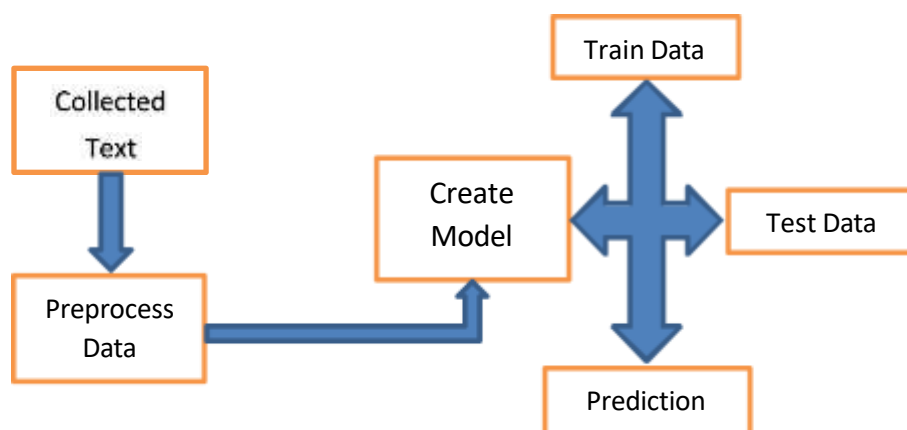 Collected
Text
Preprocess
Data
Create
Model
Train Data
Test Data
Prediction